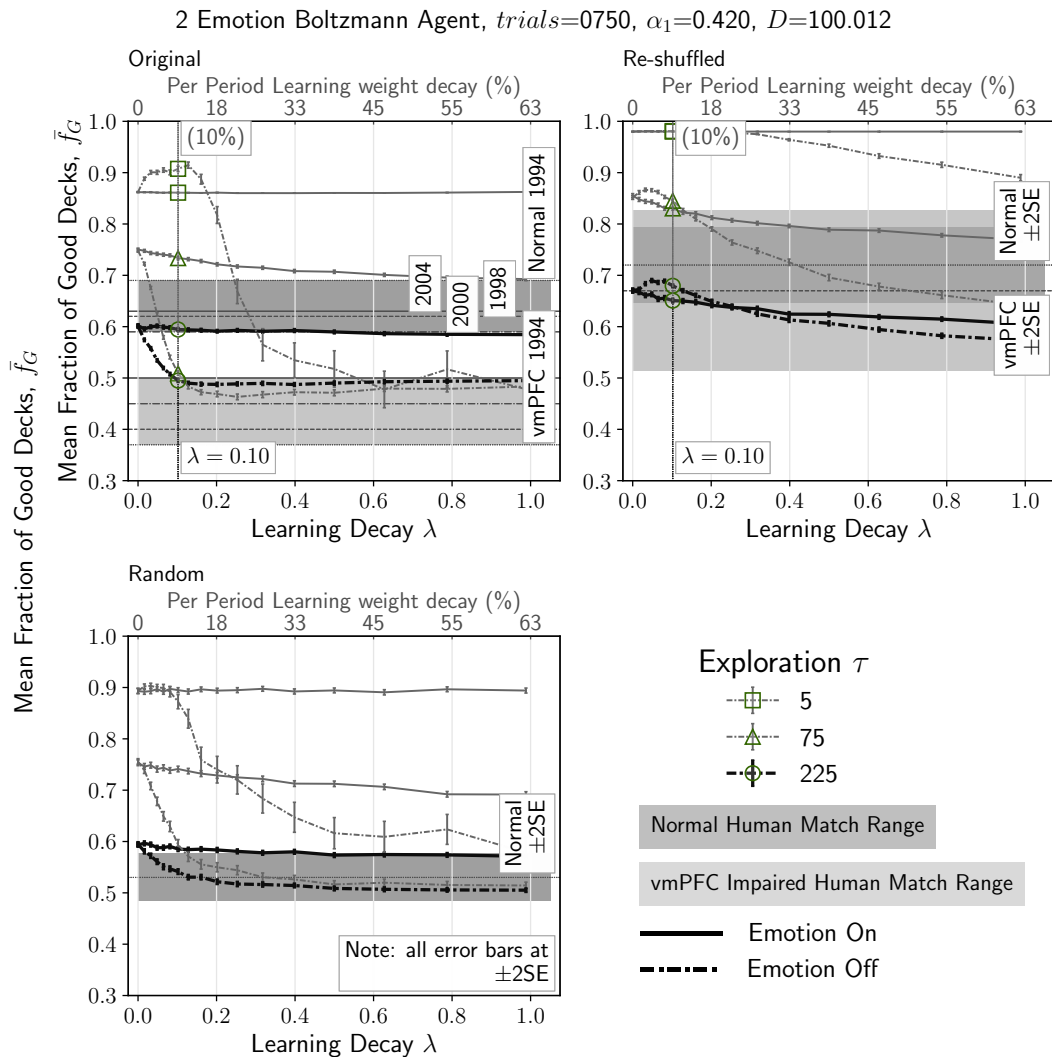 2 Emotion Boltzmann Agent, trials=0750, α₁=0.420, D=100.012
Mean Fraction of Good Decks, f̄_G
Original
Per Period Learning weight decay (%)
0 18 33 45 55 63
1.0
0.9
0.8
0.7
0.6
0.5
0.4
0.3
Mean Fraction of Good Decks, f̄_G
(10%)
Normal 1994
2004
2000
1998
vmPFC 1994
λ = 0.10
0.0 0.2 0.4 0.6 0.8 1.0
Learning Decay λ
Re-shuffled
Per Period Learning weight decay (%)
0 18 33 45 55 63
1.0
0.9
0.8
0.7
0.6
0.5
0.4
0.3
(10%)
Normal
±2SE
vmPFC
±2SE
λ = 0.10
0.0 0.2 0.4 0.6 0.8 1.0
Learning Decay λ
Random
Per Period Learning weight decay (%)
0 18 33 45 55 63
1.0
0.9
0.8
0.7
0.6
0.5
0.4
0.3
Normal
±2SE
Note: all error bars at
±2SE
0.0 0.2 0.4 0.6 0.8 1.0
Learning Decay λ
Exploration τ
5
75
225
Normal Human Match Range
vmPFC Impaired Human Match Range
Emotion On
Emotion Off